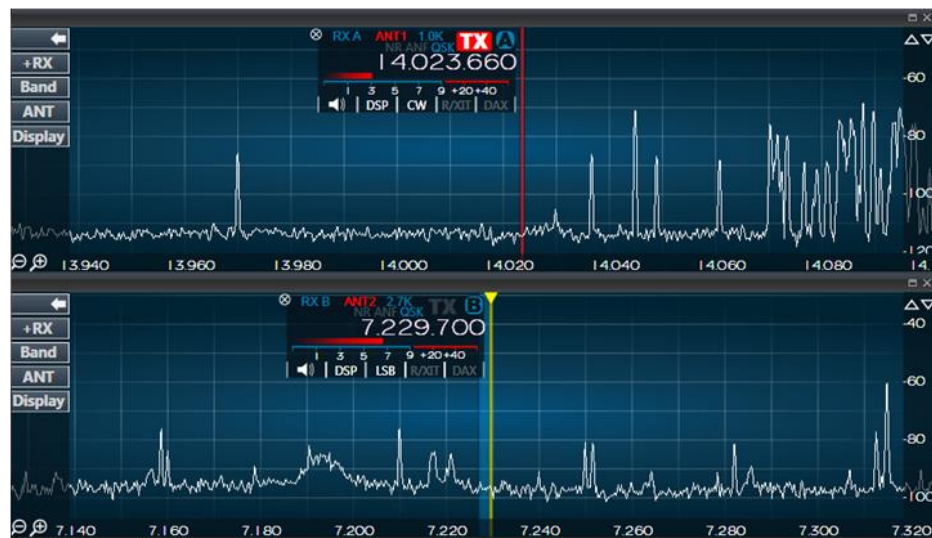 RX A ANT1 1.0K TX A
NR ANF QSK
+RX
14.023.660
-60
Band
1 3 5 7 9 +20 +40
ANT
DSP CW R/XIT DAX
Display
-80
-100
-120
13.940 13.960 13.980 14.000 14.020 14.040 14.060 14.080 14.
RX B ANT2 2.7K TX B
NR ANF QSK
+RX
7.229.700
-40
Band
1 3 5 7 9 +20 +40
ANT
DSP LSB R/XIT DAX
-60
Display
-80
-100
7.140 7.160 7.180 7.200 7.220 7.240 7.260 7.280 7.300 7.320